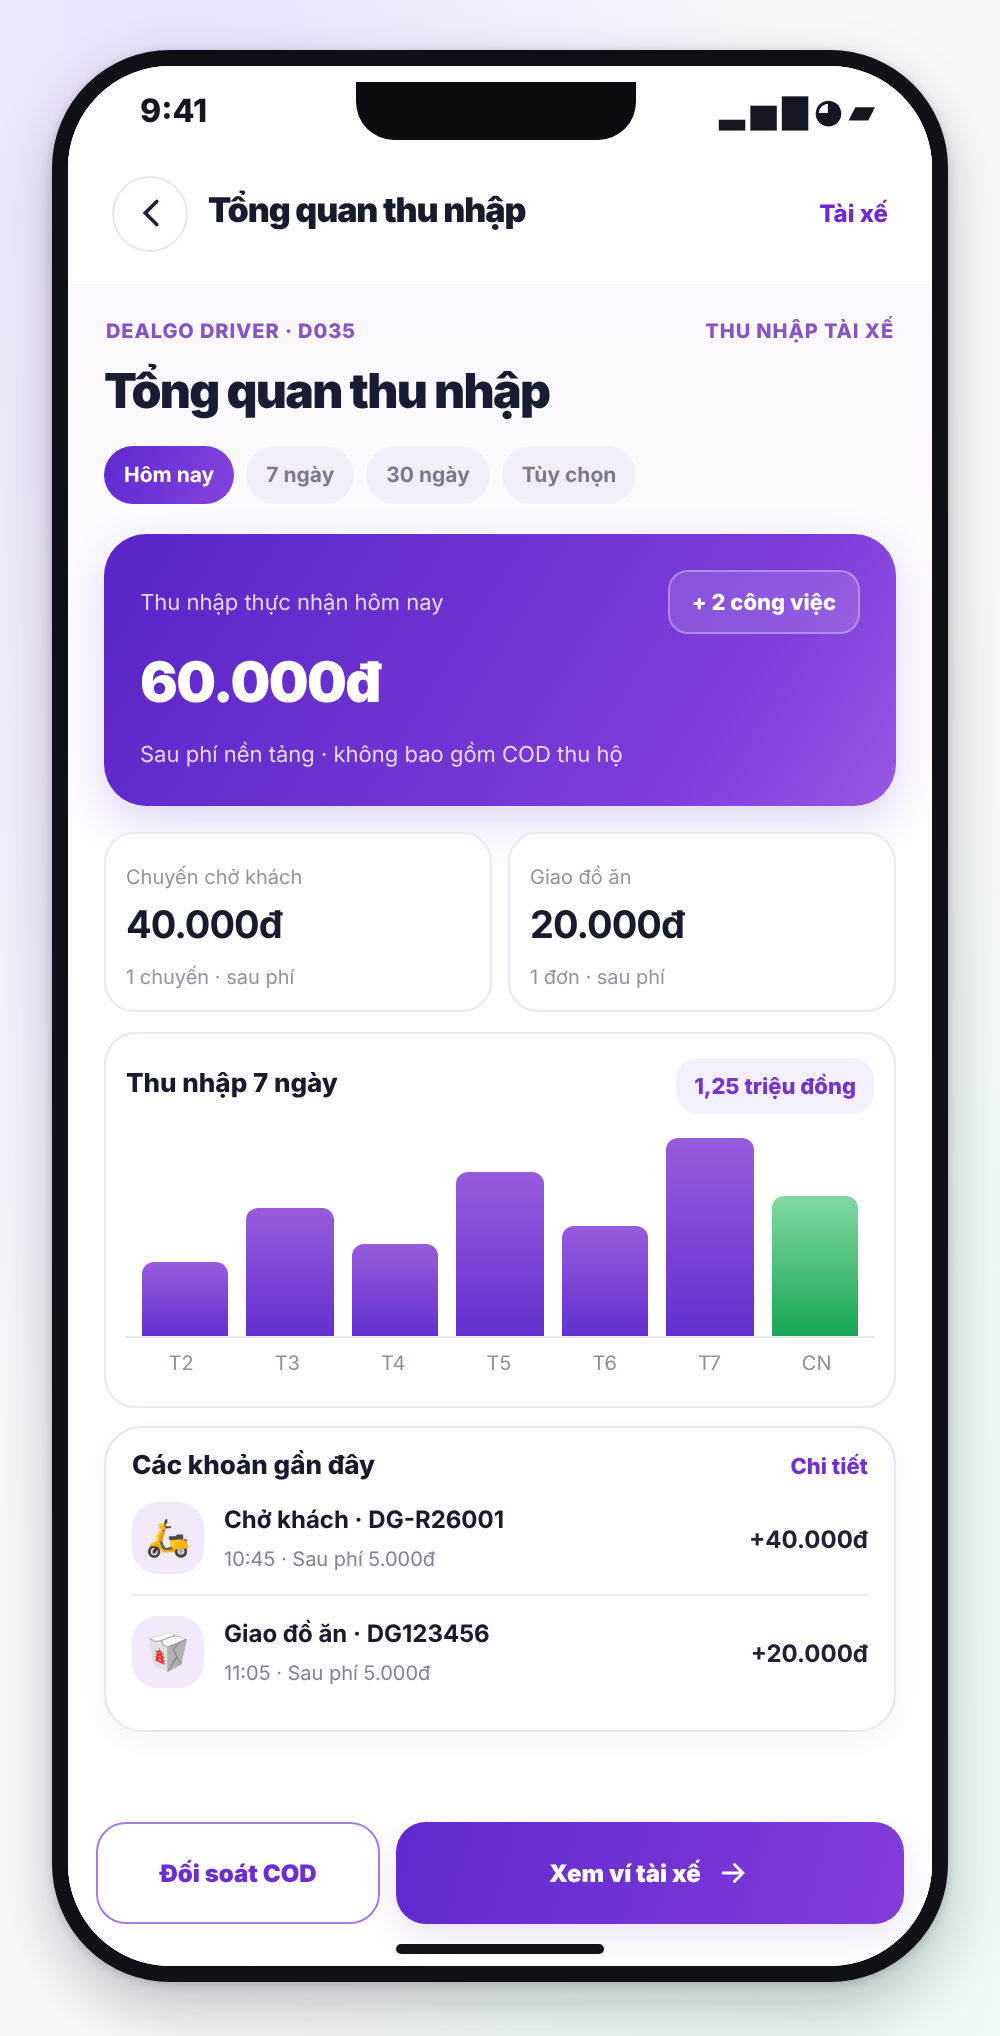 9:41
Tổng quan thu nhập
Tài xế
DEALGO DRIVER · D035
THU NHẬP TÀI XẾ
Tổng quan thu nhập
Hôm nay
7 ngày
30 ngày
Tùy chọn
Thu nhập thực nhận hôm nay
+ 2 công việc
60.000đ
Sau phí nền tảng · không bao gồm COD thu hộ
Chuyến chở khách
40.000đ
1 chuyến · sau phí
Giao đồ ăn
20.000đ
1 đơn · sau phí
Thu nhập 7 ngày
1,25 triệu đồng
T2
T3
T4
T5
T6
T7
CN
Các khoản gần đây
Chi tiết
Chở khách · DG-R26001
10:45 · Sau phí 5.000đ
+40.000đ
Giao đồ ăn · DG123456
11:05 · Sau phí 5.000đ
+20.000đ
Đối soát COD
Xem ví tài xế →